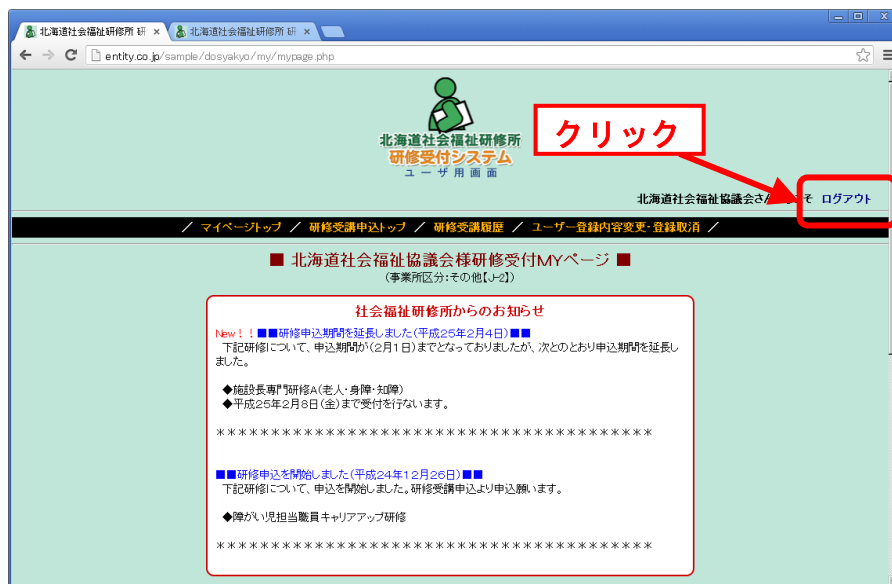 北海道社会福祉研修所 研
北海道社会福祉研修所 研
entity.co.jp/sample/dosyakyo/my/mypage.php
北海道社会福祉研修所
研修受付システム
ユーザ用画面
クリック
北海道社会福祉協議会さん
そ ログアウト
／ マイページトップ ／ 研修受講申込トップ ／ 研修受講履歴 ／ ユーザー登録内容変更・登録取消 ／
■ 北海道社会福祉協議会様研修受付MYページ ■
(事業所区分:その他【J-2】)
社会福祉研修所からのお知らせ
New！！■■研修申込期間を延長しました(平成25年2月4日)■■
下記研修について、申込期間が(2月1日)までとなっておりましたが、次のとおり申込期間を延長し
ました。
◆施設長専門研修A(老人・身障・知障)
◆平成25年2月8日(金)まで受付を行ないます。
＊＊＊＊＊＊＊＊＊＊＊＊＊＊＊＊＊＊＊＊＊＊＊＊＊＊＊＊＊＊＊＊＊＊＊＊＊＊＊＊
■■研修申込を開始しました(平成24年12月26日)■■
下記研修について、申込を開始しました。研修受講申込より申込願います。
◆障がい児担当職員キャリアアップ研修
＊＊＊＊＊＊＊＊＊＊＊＊＊＊＊＊＊＊＊＊＊＊＊＊＊＊＊＊＊＊＊＊＊＊＊＊＊＊＊＊